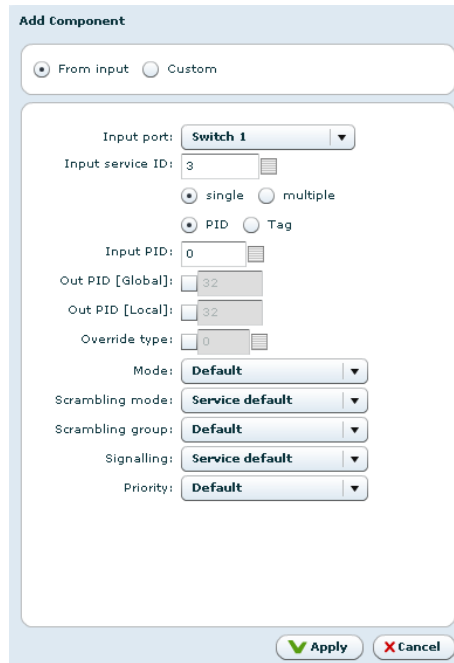 Add Component
From input Custom
Input port: Switch 1
Input service ID: 3
single multiple
PID Tag
Input PID: 0
Out PID [Global]: 32
Out PID [Local]: 32
Override type: 0
Mode: Default
Scrambling mode: Service default
Scrambling group: Default
Signalling: Service default
Priority: Default
Apply Cancel